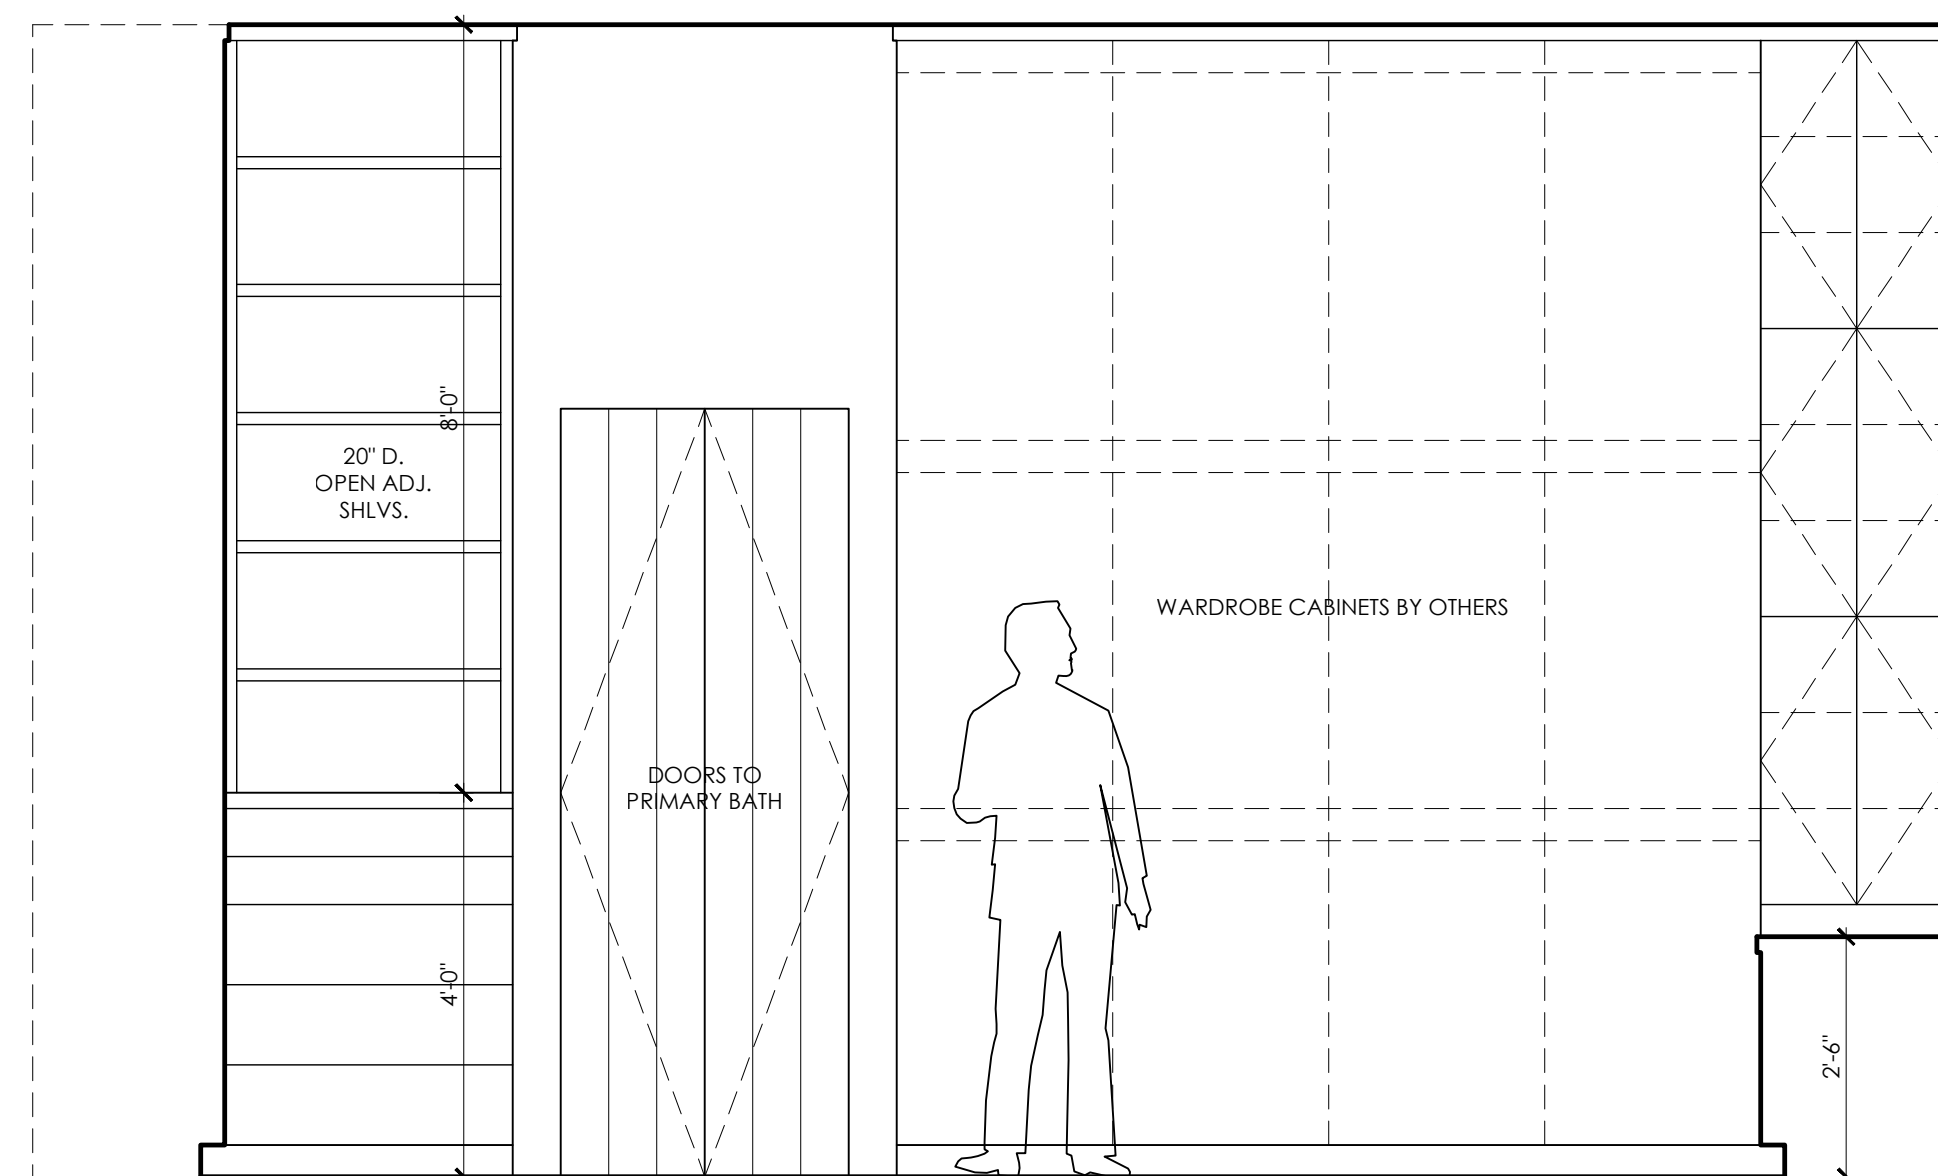 8'-0"
20" D.
OPEN ADJ.
SHLVS.
WARDROBE CABINETS BY OTHERS
DOORS TO
PRIMARY BATH
4'-0"
2'-6"